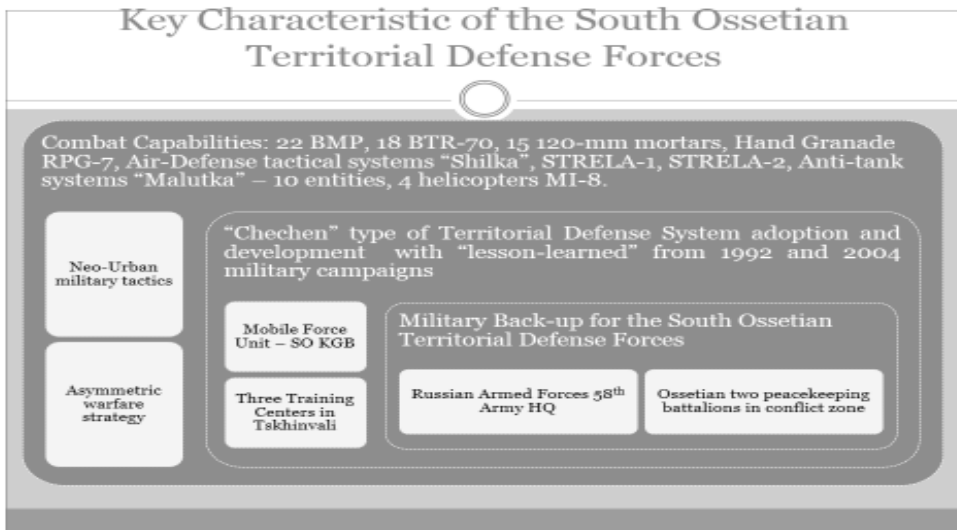 Key Characteristic of the South Ossetian
Territorial Defense Forces
Combat Capabilities: 22 BMP, 18 BTR-70, 15 120-mm mortars, Hand Granade
RPG-7, Air-Defense tactical systems “Shilka”, STRELA-1, STRELA-2, Anti-tank
systems “Malutka” – 10 entities, 4 helicopters MI-8.
Neo-Urban
military tactics
Asymmetric
warfare
strategy
“Chechen” type of Territorial Defense System adoption and
development with “lesson-learned” from 1992 and 2004
military campaigns
Mobile Force
Unit – SO KGB
Three Training
Centers in
Tskhinvali
Military Back-up for the South Ossetian
Territorial Defense Forces
Russian Armed Forces 58th
Army HQ
Ossetian two peacekeeping
battalions in conflict zone